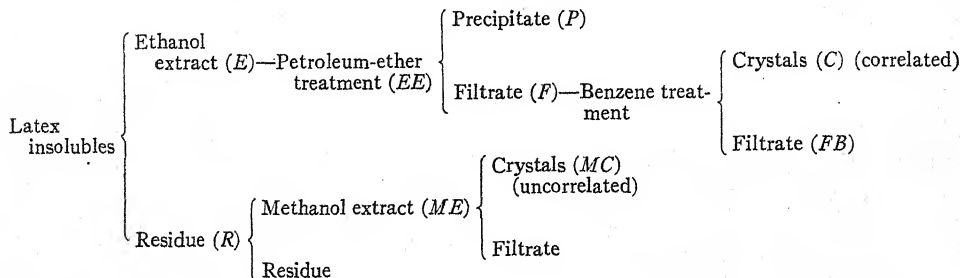 Latex
insolubles
Ethanol
extract (E)—Petroleum-ether
treatment (EE)
Precipitate (P)
Filtrate (F)—Benzene treat-
ment
Crystals (C) (correlated)
Filtrate (FB)
Residue (R)
Methanol extract (ME)
Crystals (MC)
(uncorrelated)
Filtrate
Residue